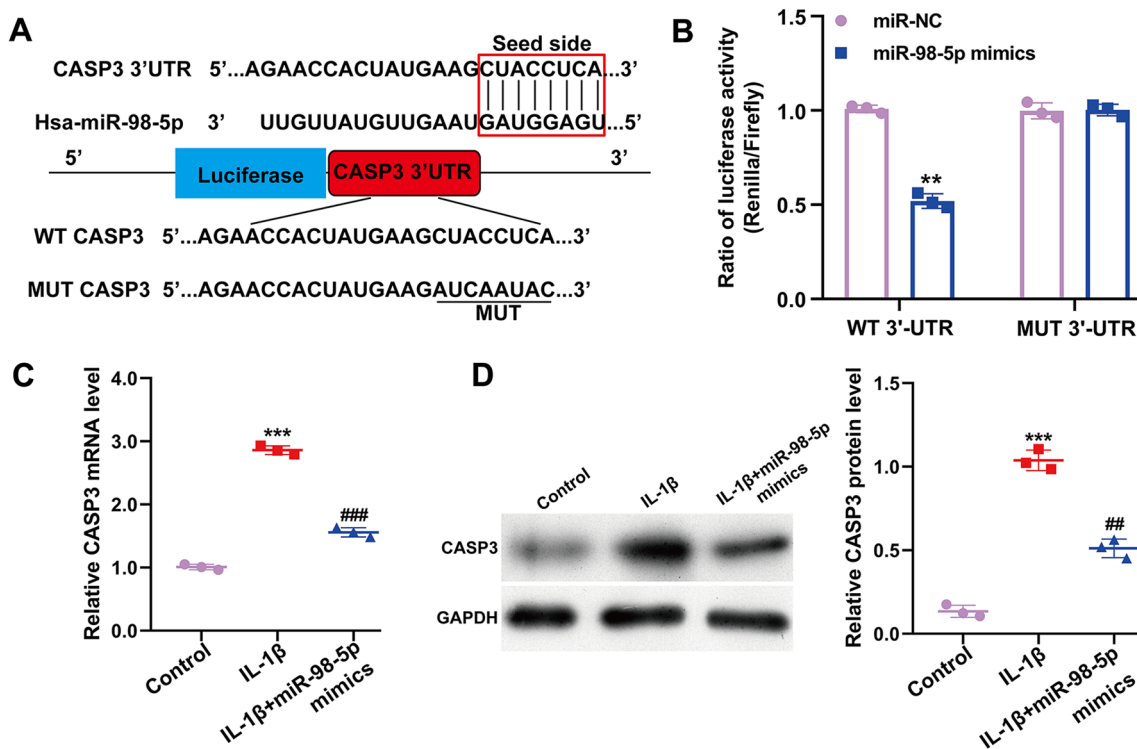 A
Seed side
CASP3 3'UTR 5'...AGAACCACUAUGAAGCUACCUCA...3'
Hsa-miR-98-5p 3' UUGUUAUGUUGAAUGAUGGAGU...5'
5' 3'
Luciferase CASP3 3'UTR
WT CASP3 5'...AGAACCACUAUGAAGCUACCUCA...3'
MUT CASP3 5'...AGAACCACUAUGAAGAUCAAUAC...3'
MUT
B
miR-NC
miR-98-5p mimics
Ratio of luciferase activity
(Renilla/Firefly)
2.0
1.5
1.0
0.5
1.0
**
WT 3'-UTR MUT 3'-UTR
C
Relative CASP3 mRNA level
4.0
3.0
2.0
1.0
0.0
***
###
Control
IL-1β
IL-1β+miR-98-5p
mimics
D
Control
IL-1β
IL-1β+miR-98-5p
mimics
CASP3
GAPDH
Relative CASP3 protein level
1.5
1.0
0.5
0.0
***
##
Control
IL-1β
IL-1β+miR-98-5p
mimics